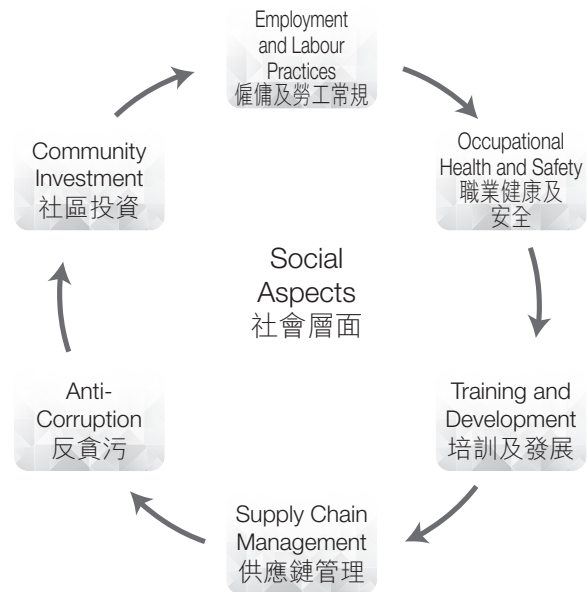 Employment
and Labour
Practices
僱傭及勞工常規
Occupational
Health and Safety
職業健康及
安全
Training and
Development
培訓及發展
Supply Chain
Management
供應鏈管理
Anti-
Corruption
反貪污
Community
Investment
社區投資
Social
Aspects
社會層面